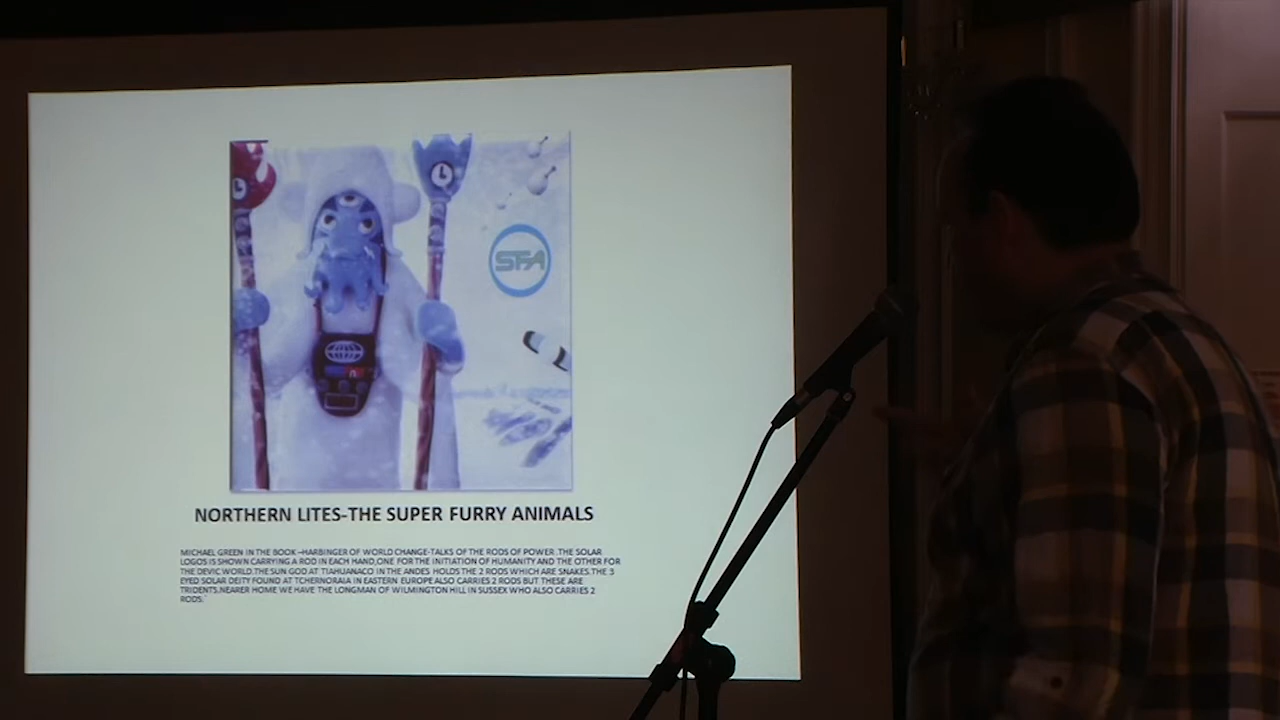 SFA
NORTHERN LITES-THE SUPER FURRY ANIMALS
MICHAEL GREEN IN THE BOOK –HARBINGER OF WORLD CHANGE-TALKS OF THE RODS OF POWER .THE SOLAR
LOGOS IS SHOWN CARRYING A ROD IN EACH HAND,ONE FOR THE INITIATION OF HUMANITY AND THE OTHER FOR
THE DEVIC WORLD.THE SUN GOD AT TIAHUANACO IN THE ANDES HOLDS THE 2 RODS WHICH ARE SNAKES.THE 3
EYED SOLAR DEITY FOUND AT TCHERNORAIA IN EASTERN EUROPE ALSO CARRIES 2 RODS BUT THESE ARE
TRIDENTS.NEARER HOME WE HAVE THE LONGMAN OF WILMINGTON HILL IN SUSSEX WHO ALSO CARRIES 2
RODS.